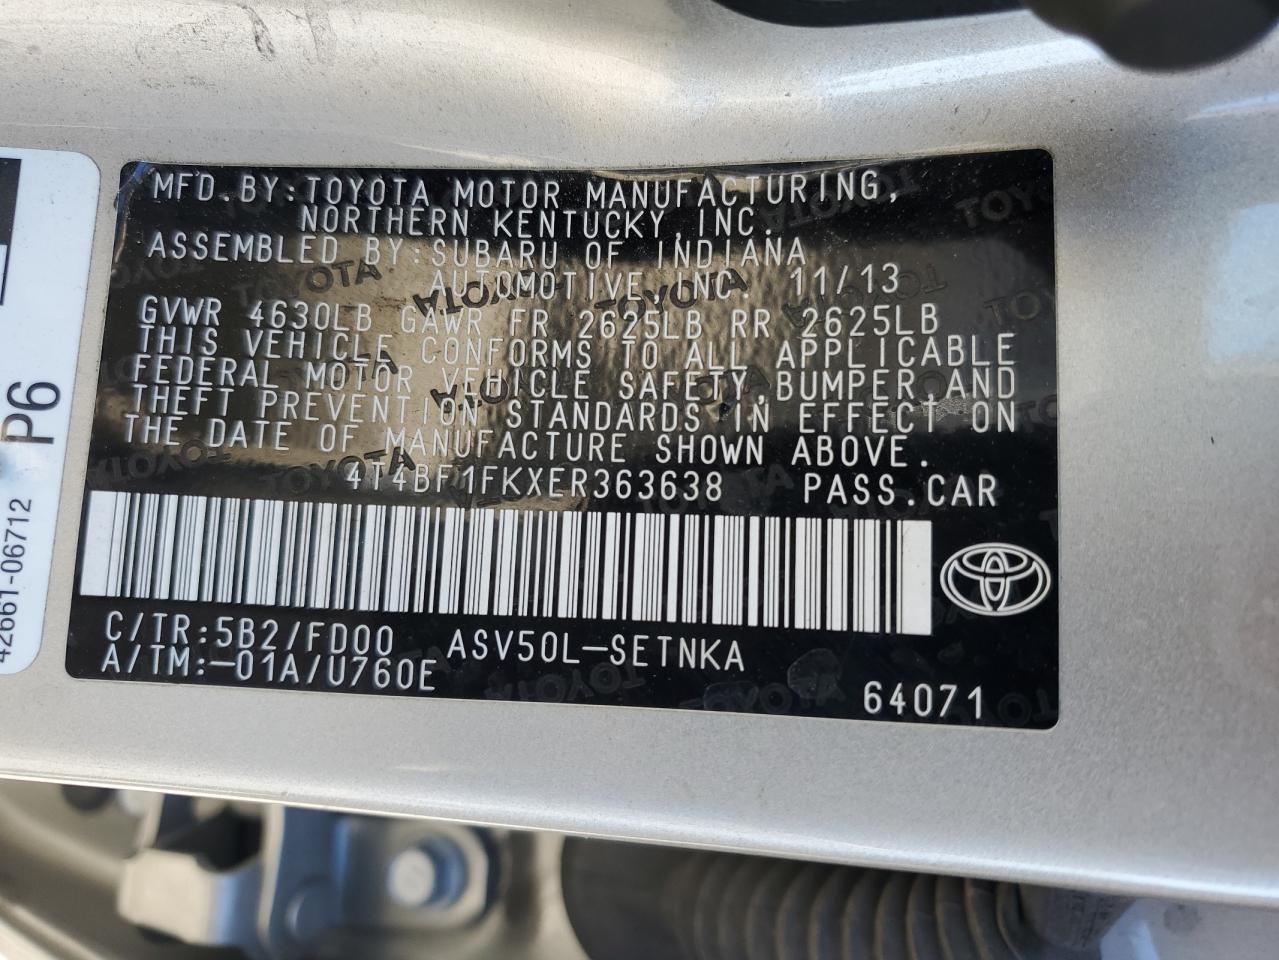 MFD.BY:TOYOTA MOTOR MANUFACTURING,
NORTHERN KENTUCKY,INC.
ASSEMBLED BY:SUBARU OF INDIANA
AUTOMOTIVE,INC. 11/13
GVWR 4630LB GAWR FR 2625LB RR 2625LB
THIS VEHICLE CONFORMS TO ALL APPLICABLE
FEDERAL MOTOR VEHICLE SAFETY,BUMPER,AND
THEFT PREVENTION STANDARDS IN EFFECT ON
THE DATE OF MANUFACTURE SHOWN ABOVE.
4T4BF1FKXER363638 PASS.CAR
C/TR:5B2/FD00 ASV50L-SETNKA
A/TM:-01A/U760E
64071
P6
42661-06712